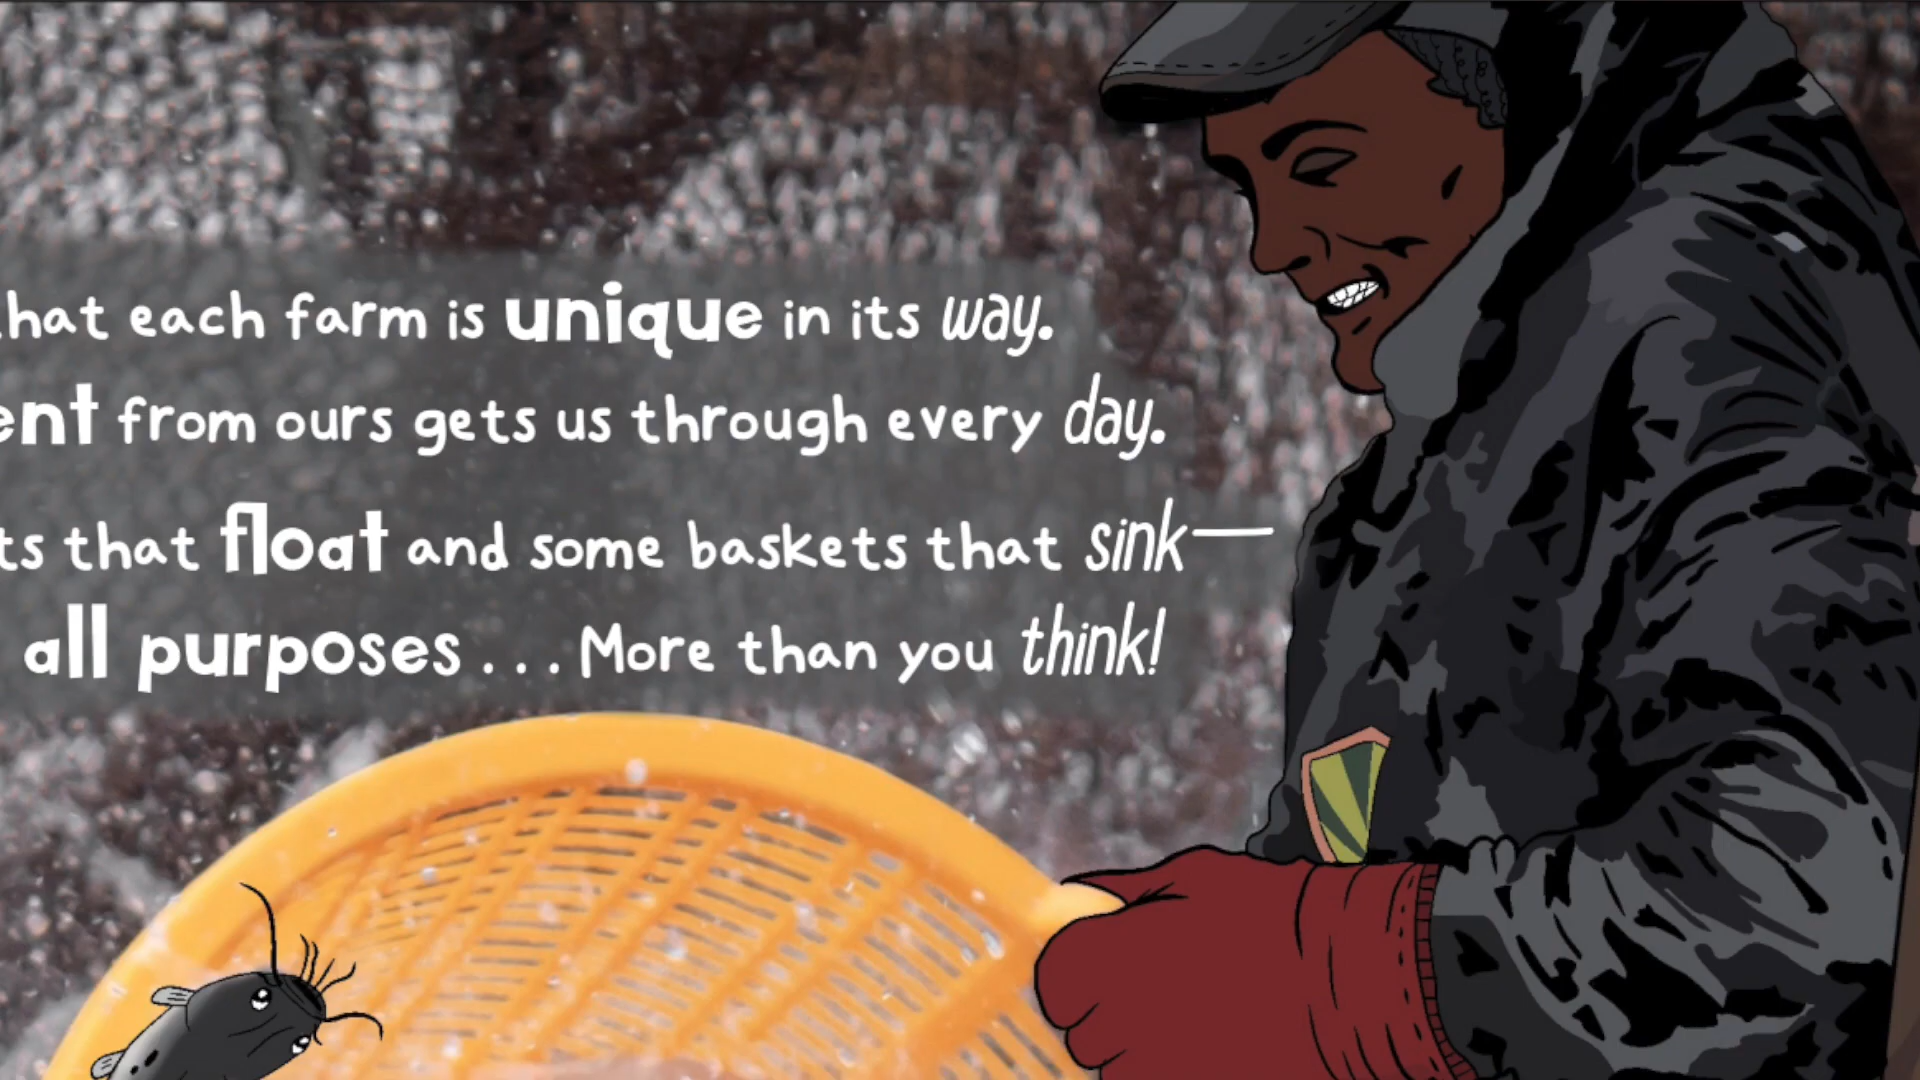 that each farm is unique in its way.
ent from ours gets us through every day.
ts that float and some baskets that sink—
all purposes . . . More than you think!